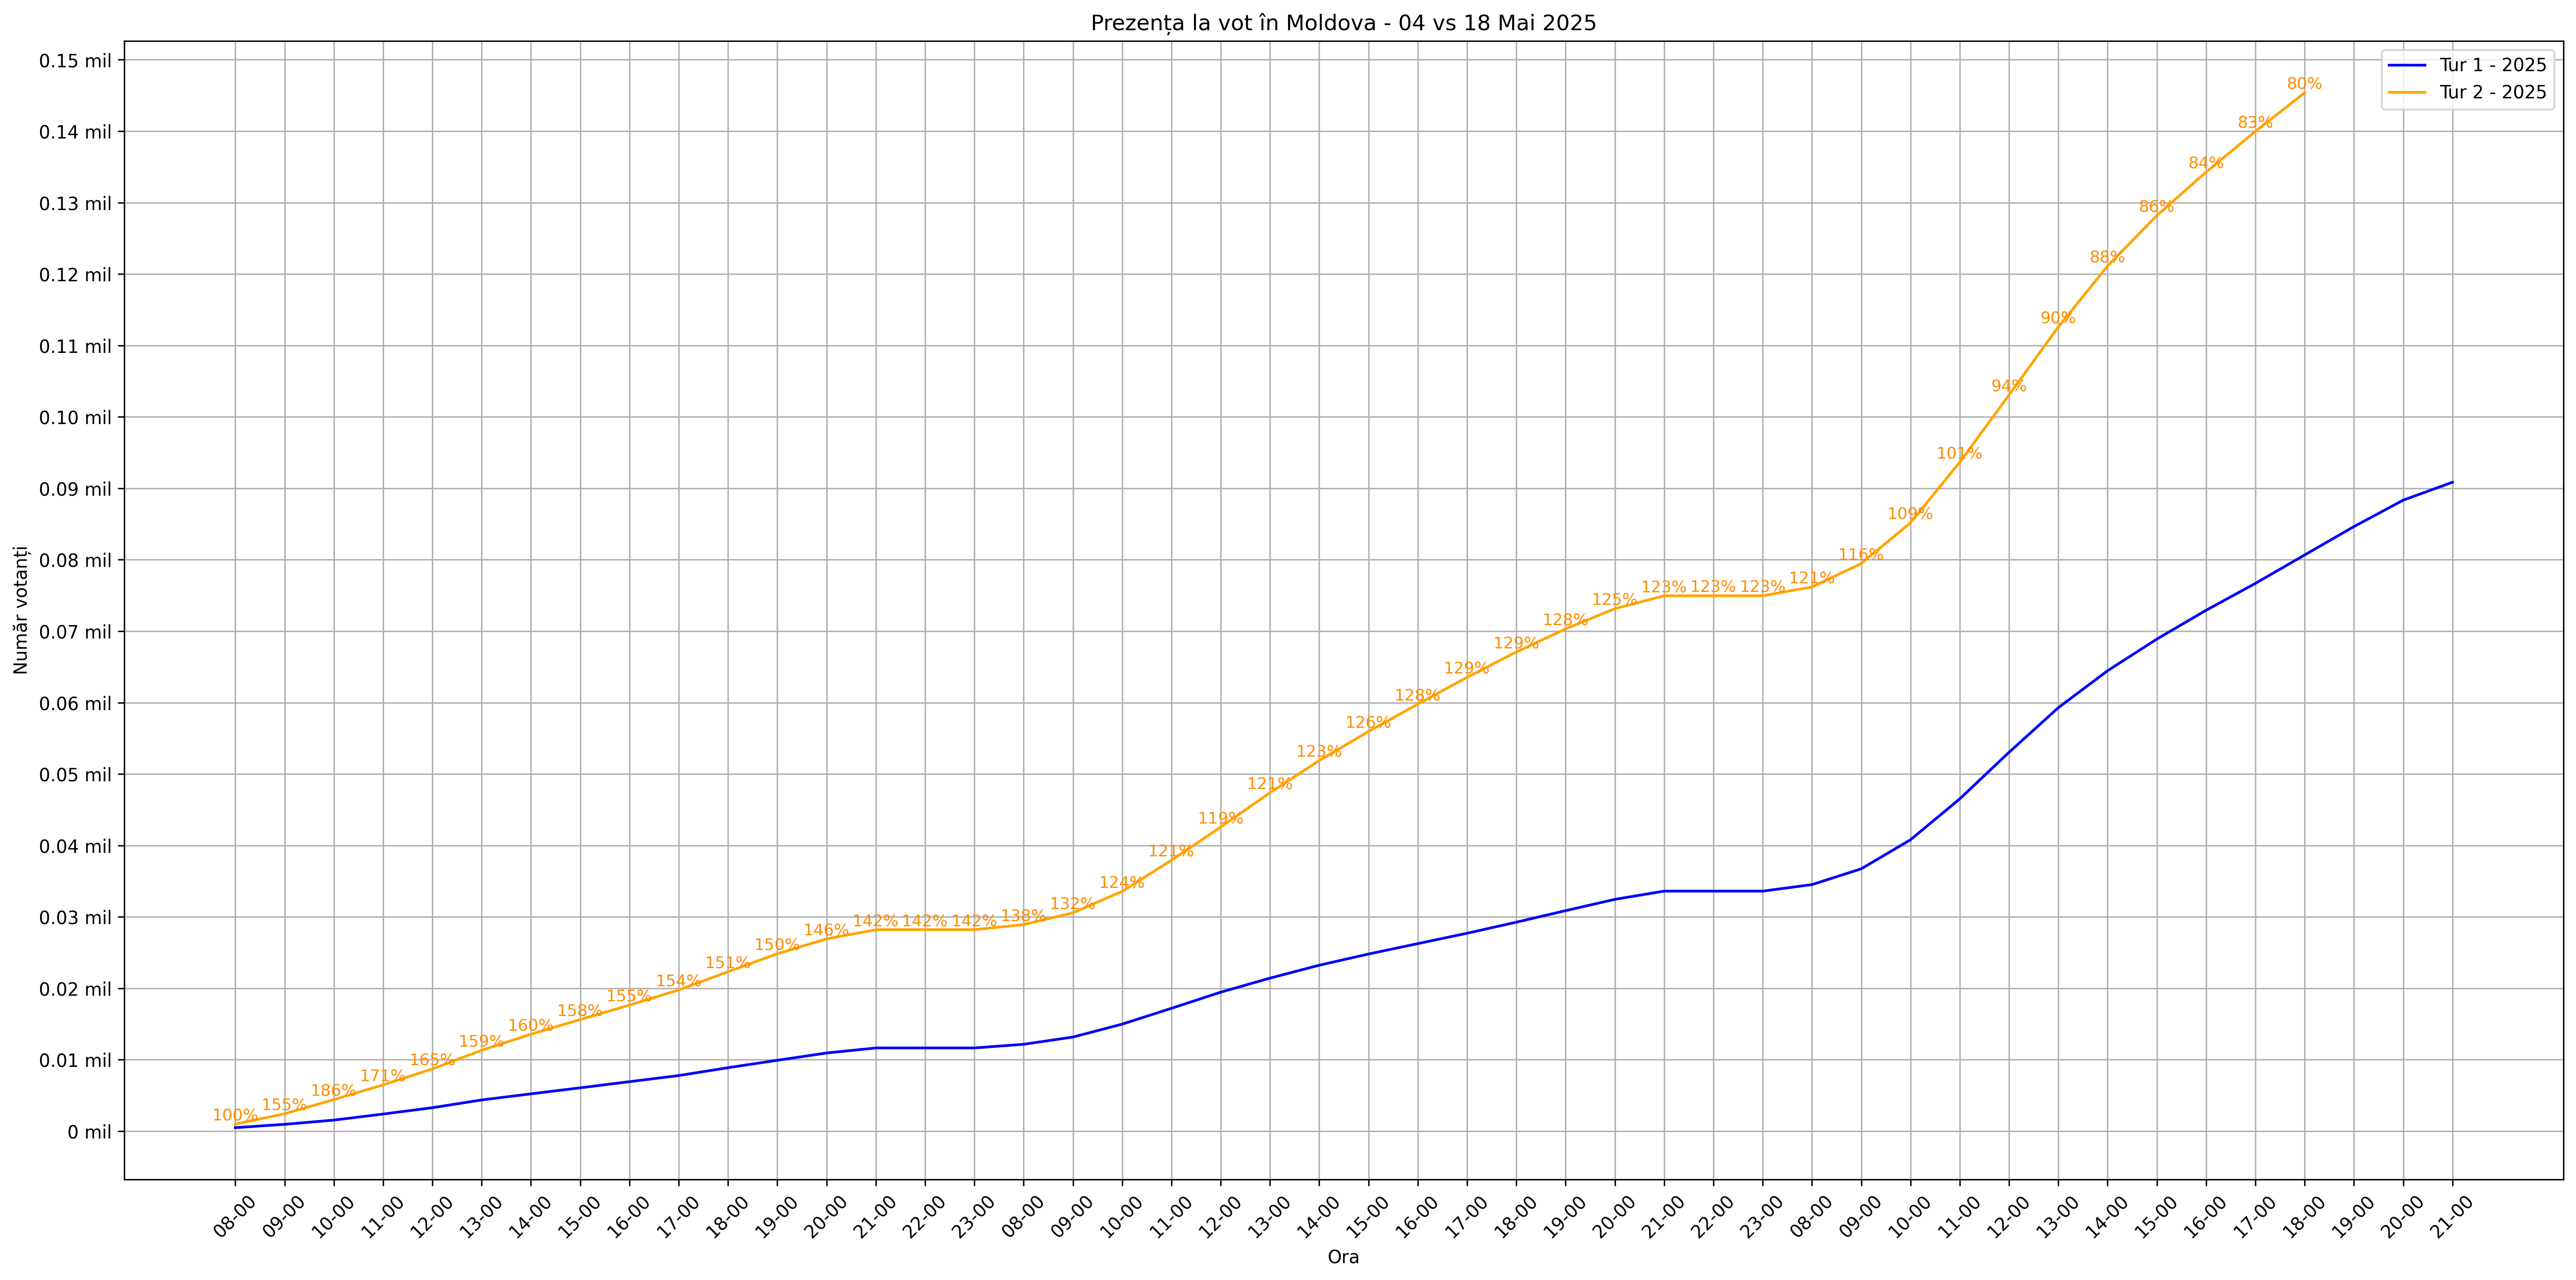 Prezența la vot în Moldova - 04 vs 18 Mai 2025
Tur 1 - 2025
Tur 2 - 2025
Număr votanți
0.15 mil
0.14 mil
0.13 mil
0.12 mil
0.11 mil
0.10 mil
0.09 mil
0.08 mil
0.07 mil
0.06 mil
0.05 mil
0.04 mil
0.03 mil
0.02 mil
0.01 mil
0 mil
100% 155% 186% 171% 165% 159% 160% 158% 155% 154% 151% 150% 146% 142% 142% 142% 138% 132% 124% 121% 119% 121% 123% 126% 128% 129% 129% 128% 125% 123% 123% 123% 121% 116% 109% 101% 94% 90% 88% 86% 84% 83% 80%
08-00 09-00 10-00 11-00 12-00 13-00 14-00 15-00 16-00 17-00 18-00 19-00 20-00 21-00 22-00 23-00 08-00 09-00 10-00 11-00 12-00 13-00 14-00 15-00 16-00 17-00 18-00 19-00 20-00 21-00 22-00 23-00 08-00 09-00 10-00 11-00 12-00 13-00 14-00 15-00 16-00 17-00 18-00 19-00 20-00 21-00
Ora